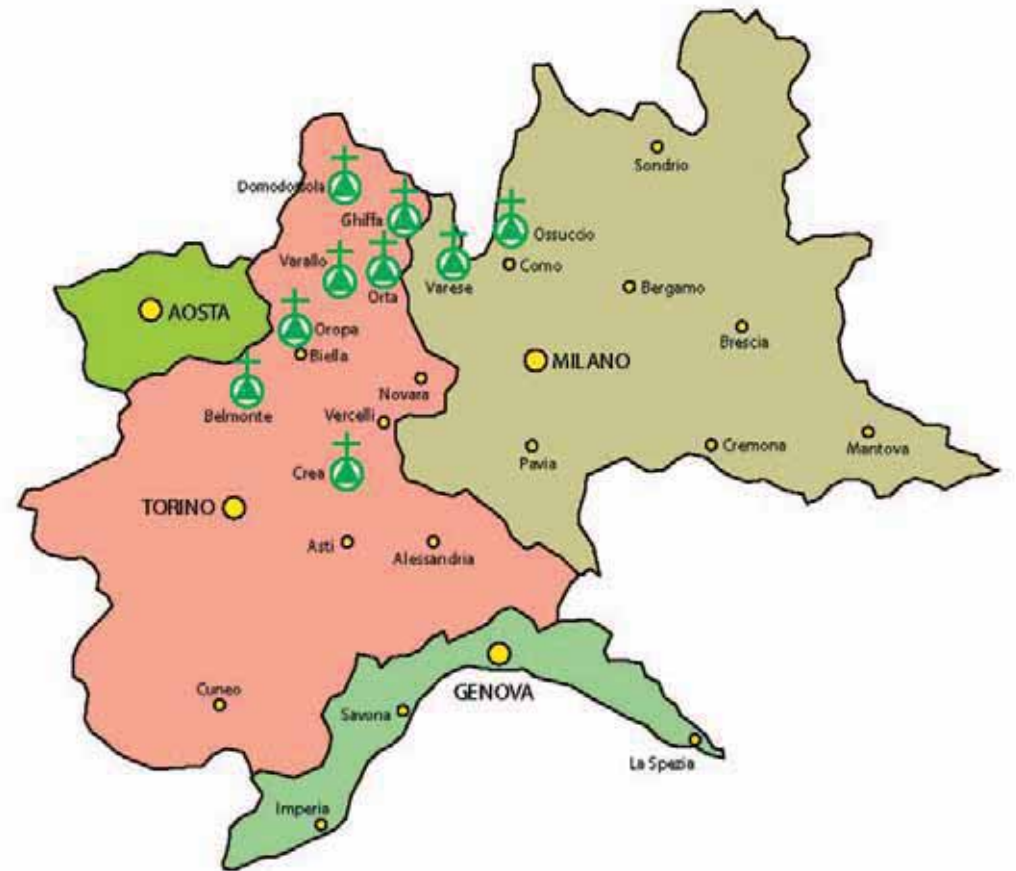 Sondrio
Domodossola
Ghiffa
Ossuccio
Varallo
Orta
Varese
Como
Bergamo
AOSTA
Oropa
Brescia
Biella
MILANO
Novara
Belmonte
Vercelli
Cremona
Mantova
Pavia
Crea
TORINO
Asti
Alessandria
Cuneo
GENOVA
Savona
La Spezia
Imperia